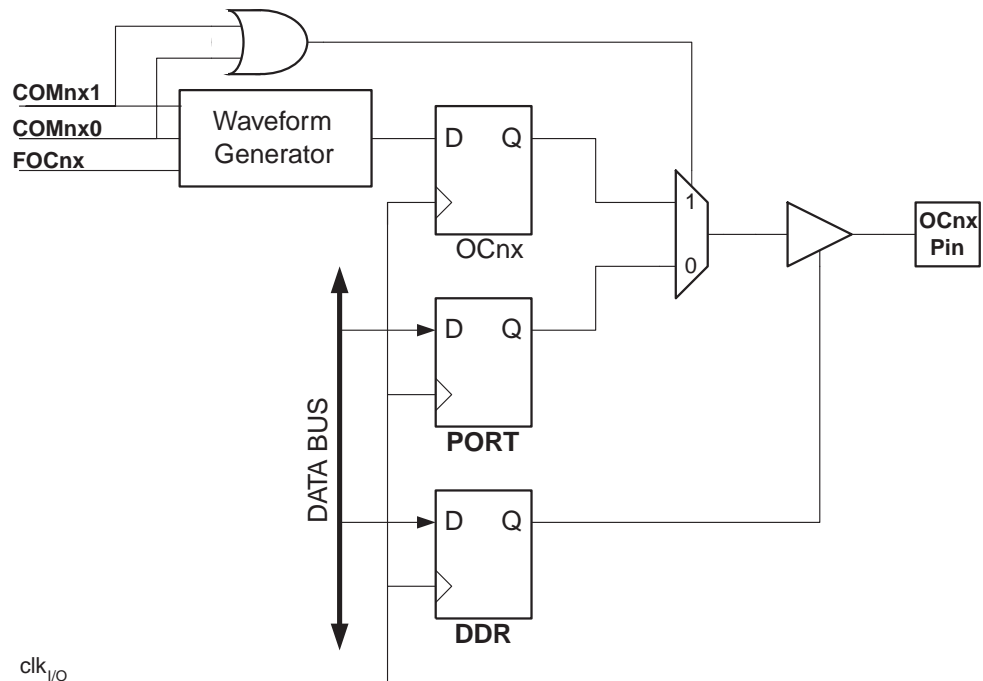 COMnx1
COMnx0
FOCnx
Waveform
Generator
D Q
OCnx
1
0
OCnx
Pin
D Q
PORT
DATA BUS
D Q
DDR
clkI/O